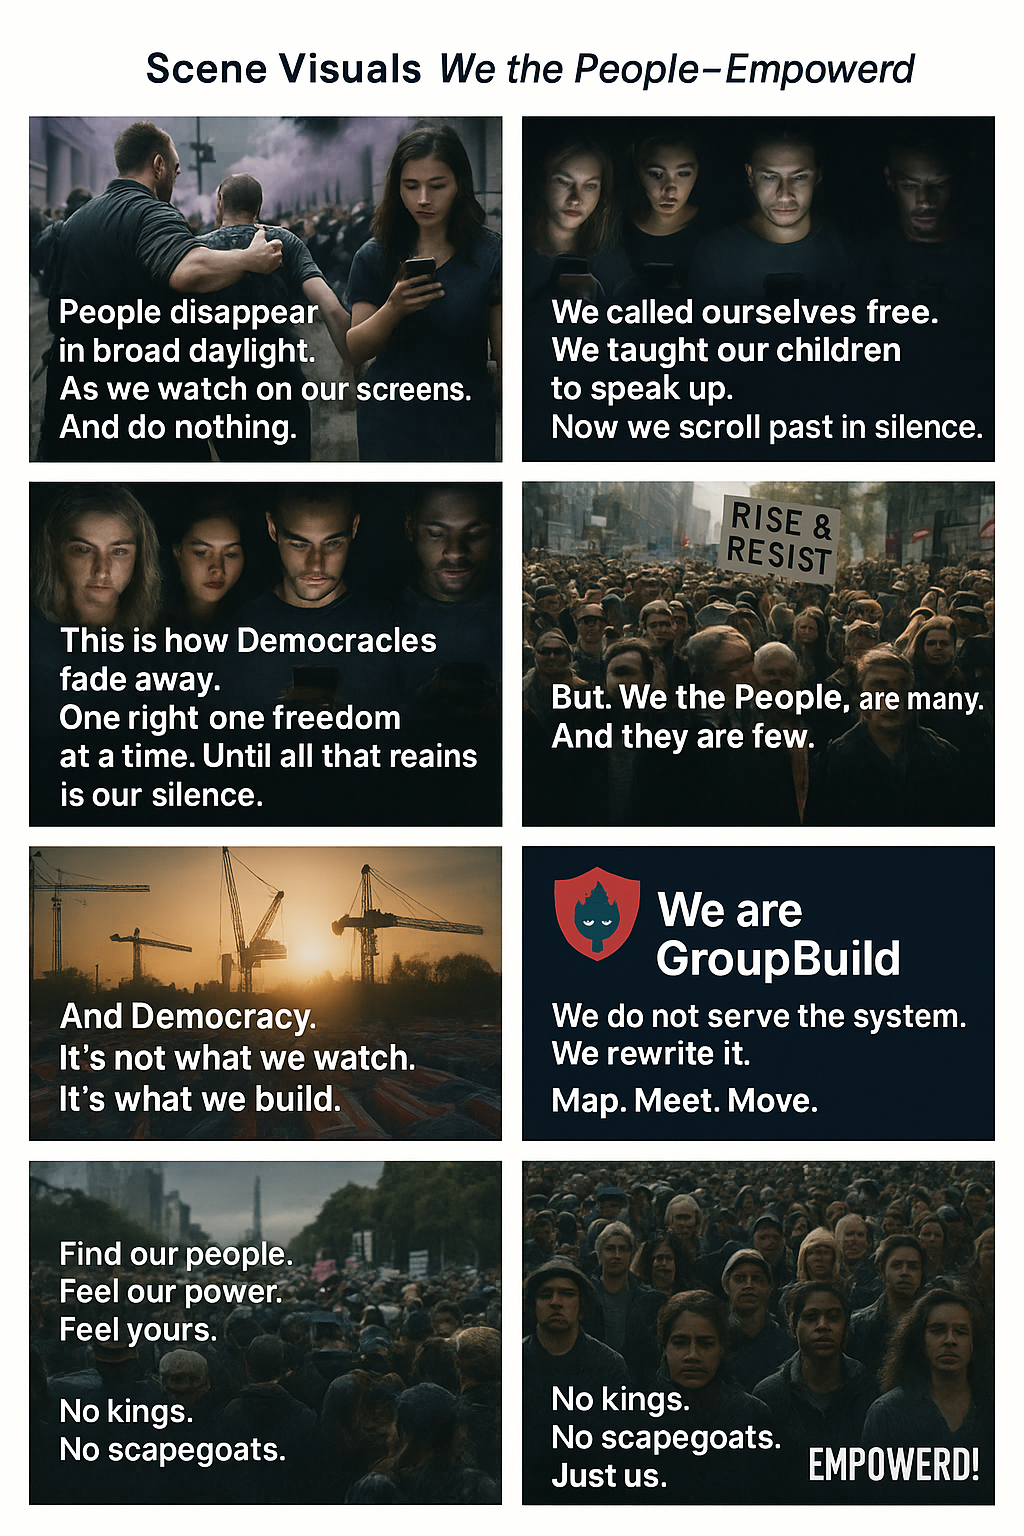 Scene Visuals We the People–Empowerd
People disappear
in broad daylight.
As we watch on our screens.
And do nothing.
We called ourselves free.
We taught our children
to speak up.
Now we scroll past in silence.
This is how Democracles
fade away.
One right one freedom
at a time. Until all that reains
is our silence.
RISE &
RESIST
But. We the People, are many.
And they are few.
And Democracy.
It's not what we watch.
It's what we build.
We are
GroupBuild
We do not serve the system.
We rewrite it.
Map. Meet. Move.
Find our people.
Feel our power.
Feel yours.
No kings.
No scapegoats.
No kings.
No scapegoats.
Just us.
EMPOWERD!